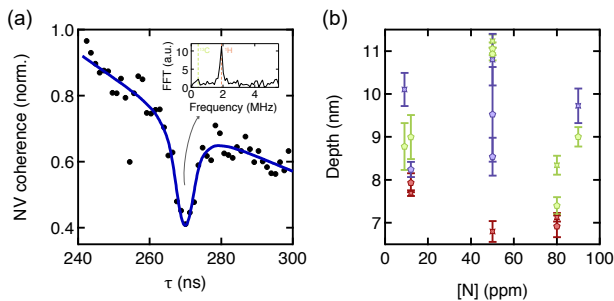 (a)
NV coherence (norm.)
1.0
0.8
0.6
0.4
240
260
280
300
τ (ns)
FFT (a.u.)
10
5
0
0
2
4
Frequency (MHz)
¹³C
¹H
(b)
Depth (nm)
11
10
9
8
7
0
20
40
60
80
100
[N] (ppm)